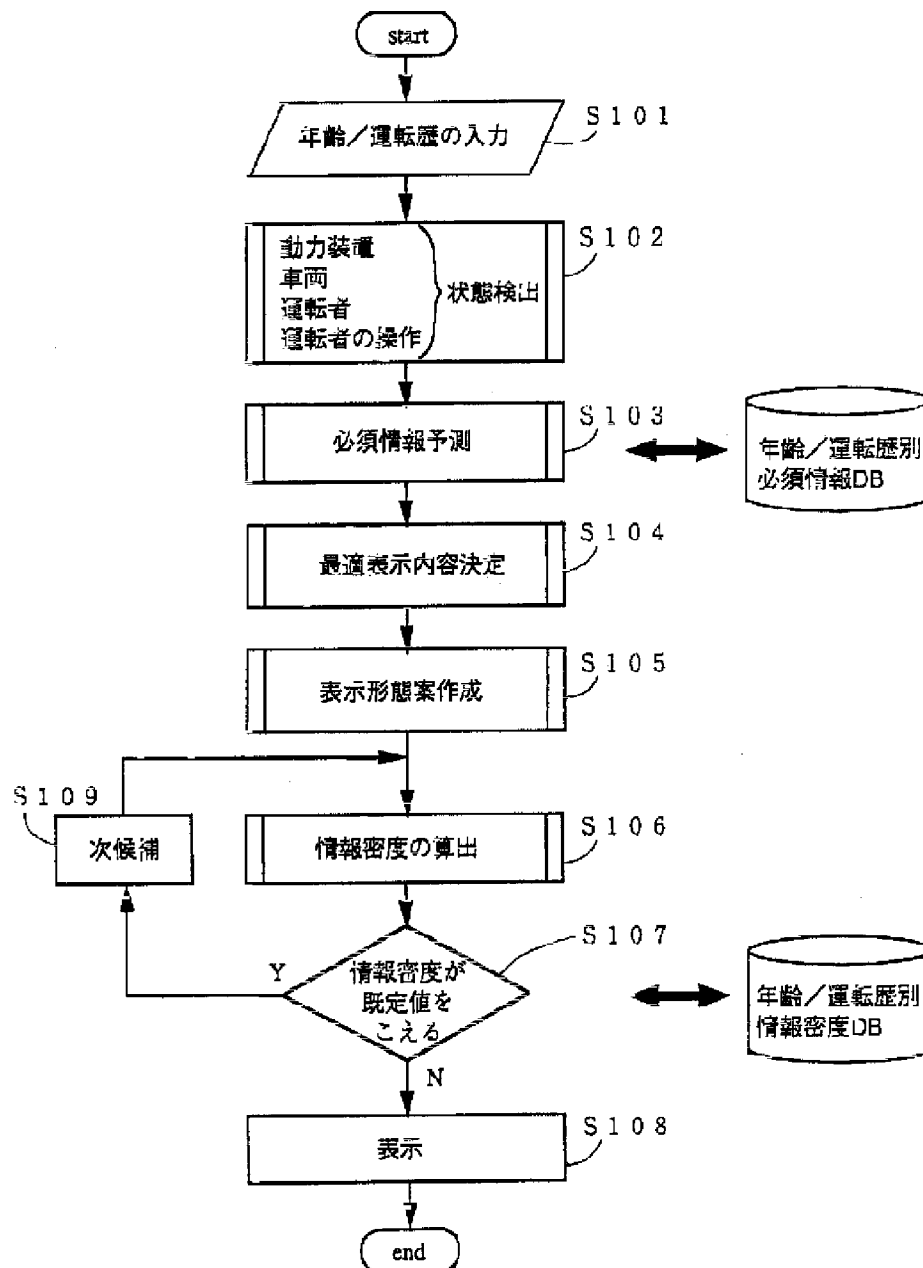 start
年齢／運転歴の入力
S101
動力装置
車両
運転者
運転者の操作
状態検出
S102
必須情報予測
S103
年齢／運転歴別
必須情報DB
最適表示内容決定
S104
表示形態案作成
S105
S109
次候補
情報密度の算出
S106
情報密度が
既定値を
こえる
S107
Y
N
年齢／運転歴別
情報密度DB
表示
S108
end